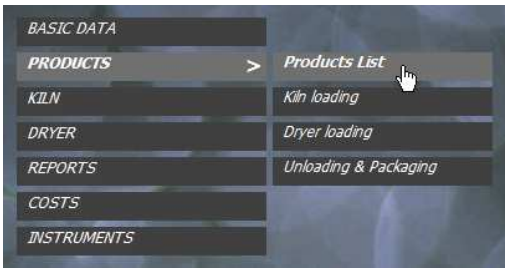 BASIC DATA
PRODUCTS >
Products List
KILN
Kiln loading
DRYER
Dryer loading
REPORTS
Unloading & Packaging
COSTS
INSTRUMENTS